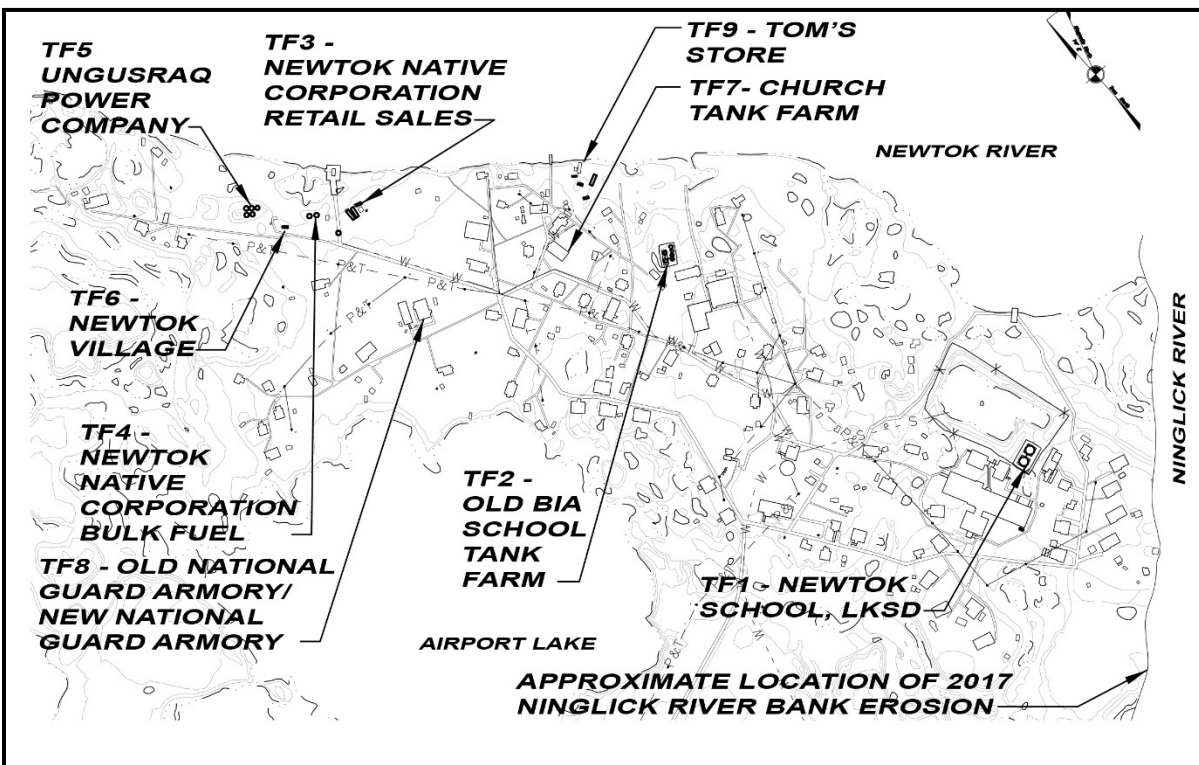 TF5
UNGUSRAQ
POWER
COMPANY
TF3 -
NEWTOK NATIVE
CORPORATION
RETAIL SALES
TF9 - TOM'S
STORE
TF7- CHURCH
TANK FARM
NEWTOK RIVER
NINGLICK RIVER
TF6 -
NEWTOK
VILLAGE
TF4 -
NEWTOK
NATIVE
CORPORATION
BULK FUEL
TF8 - OLD NATIONAL
GUARD ARMORY/
NEW NATIONAL
GUARD ARMORY
TF2 -
OLD BIA
SCHOOL
TANK
FARM
TF1 - NEWTOK
SCHOOL, LKSD
AIRPORT LAKE
APPROXIMATE LOCATION OF 2017
NINGLICK RIVER BANK EROSION
P&T
P&T
P&T
P&T
P&T
P&T
W
W
W
W
W
W
W